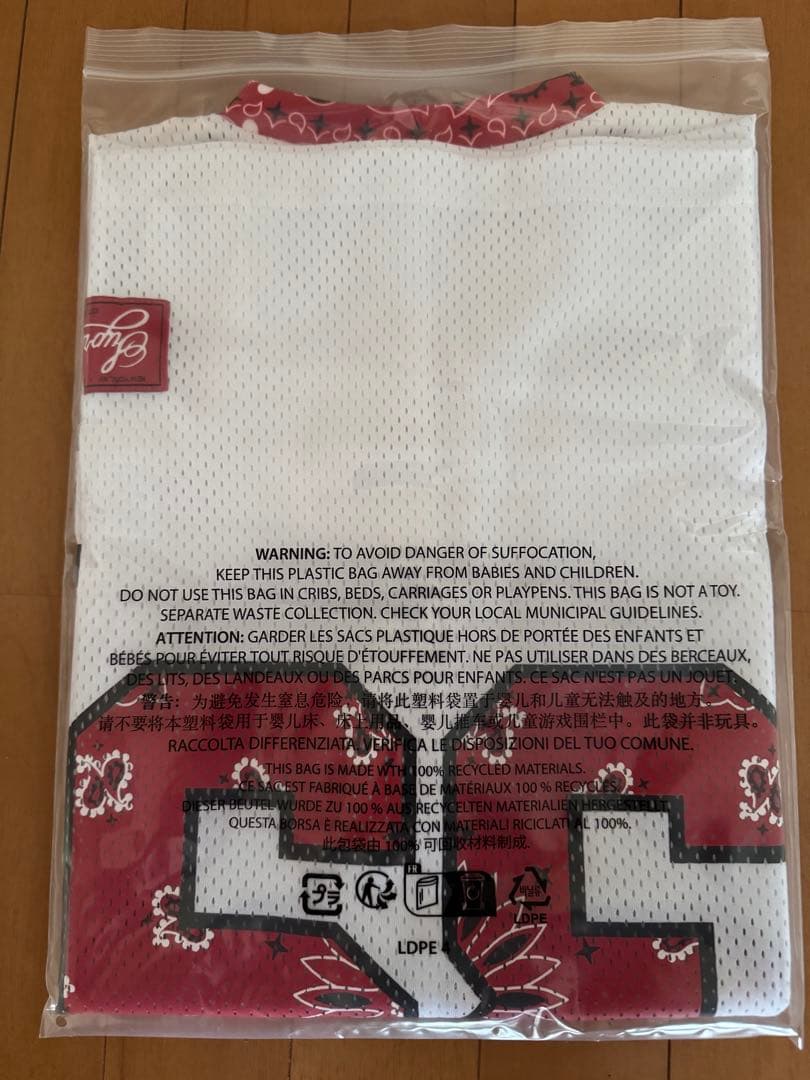 WARNING: TO AVOID DANGER OF SUFFOCATION,
KEEP THIS PLASTIC BAG AWAY FROM BABIES AND CHILDREN.
DO NOT USE THIS BAG IN CRIBS, BEDS, CARRIAGES OR PLAYPENS. THIS BAG IS NOT A TOY.
SEPARATE WASTE COLLECTION. CHECK YOUR LOCAL MUNICIPAL GUIDELINES.
ATTENTION: GARDER LES SACS PLASTIQUE HORS DE PORTÉE DES ENFANTS ET
BÉBÉS POUR ÉVITER TOUT RISQUE D'ÉTOUFFEMENT. NE PAS UTILISER DANS DES BERCEAUX,
DES LITS, DES LANDEAUX OU DES PARCS POUR ENFANTS. CE SAC N'EST PAS UN JOUET.
警告：为避免发生窒息危险，请将此塑料袋置于婴儿和儿童无法触及的地方。
请不要将本塑料袋用于婴儿床、床上用品、婴儿推车或儿童游戏围栏中。此袋并非玩具。
RACCOLTA DIFFERENZIATA. VERIFICA LE DISPOSIZIONI DEL TUO COMUNE.
THIS BAG IS MADE WTH 100% RECYCLED MATERIALS.
CE SAC EST FABRIQUÉ À BASE DE MATÉRIAUX 100 % RECYCLÉS.
DIESER BEUTEL WURDE ZU 100 % AUS RECYCELTEN MATERIALIEN HERGESTELLT.
QUESTA BORSA È REALIZZATA CON MATERIALI RICICLATI AL 100%.
此包袋由 100% 可回收材料制成.
プラ
FR
비닐류
LDPE
LDPE 4